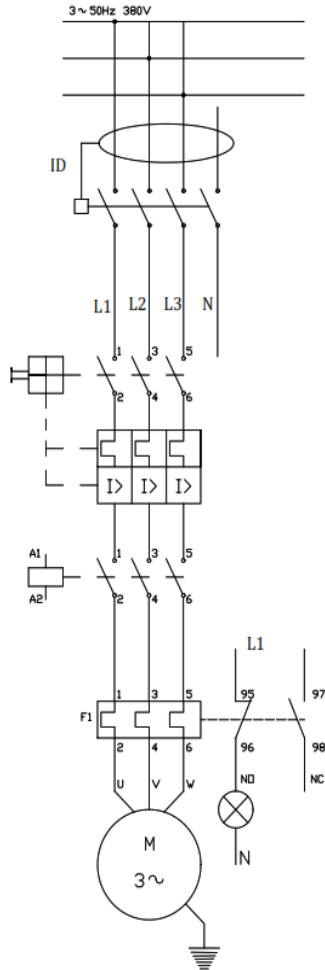 3~50Hz 380V
ID
L1 L2 L3 N
1 3 5
2 4 6
I> I> I>
A1 1 3 5
A2 2 4 6
L1
1 3 5 95 97
F1
2 4 6 96 98
U V W NO NC
M
3~
N